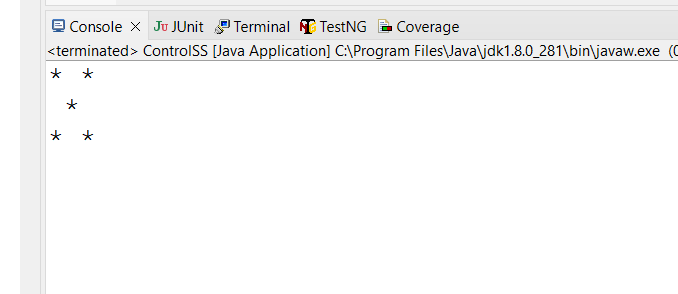 Console JUnit Terminal TestNG Coverage
<terminated> ControlSS [Java Application] C:\Program Files\Java\jdk1.8.0_281\bin\javaw.exe (
* *
 *
* *